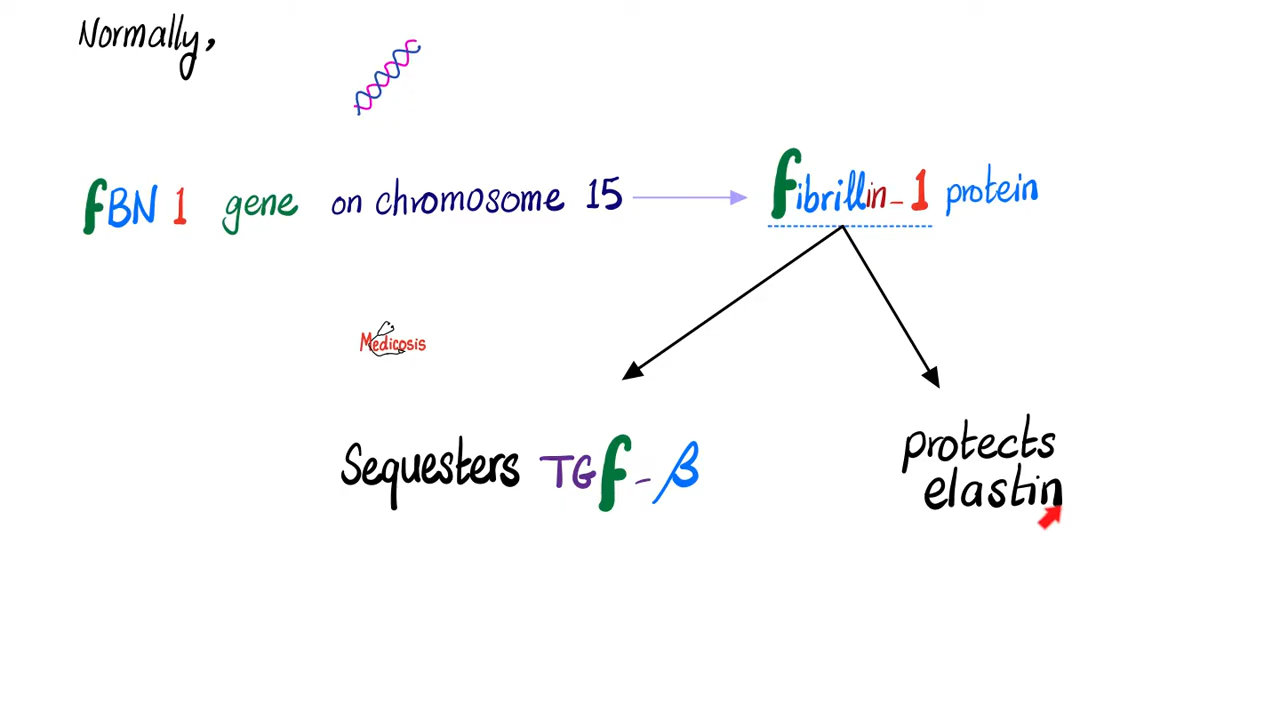 Normally,
fBN 1 gene on chromosome 15
fibrillin-1 protein
Medicosis
Sequesters TGf-β
protects
elastin